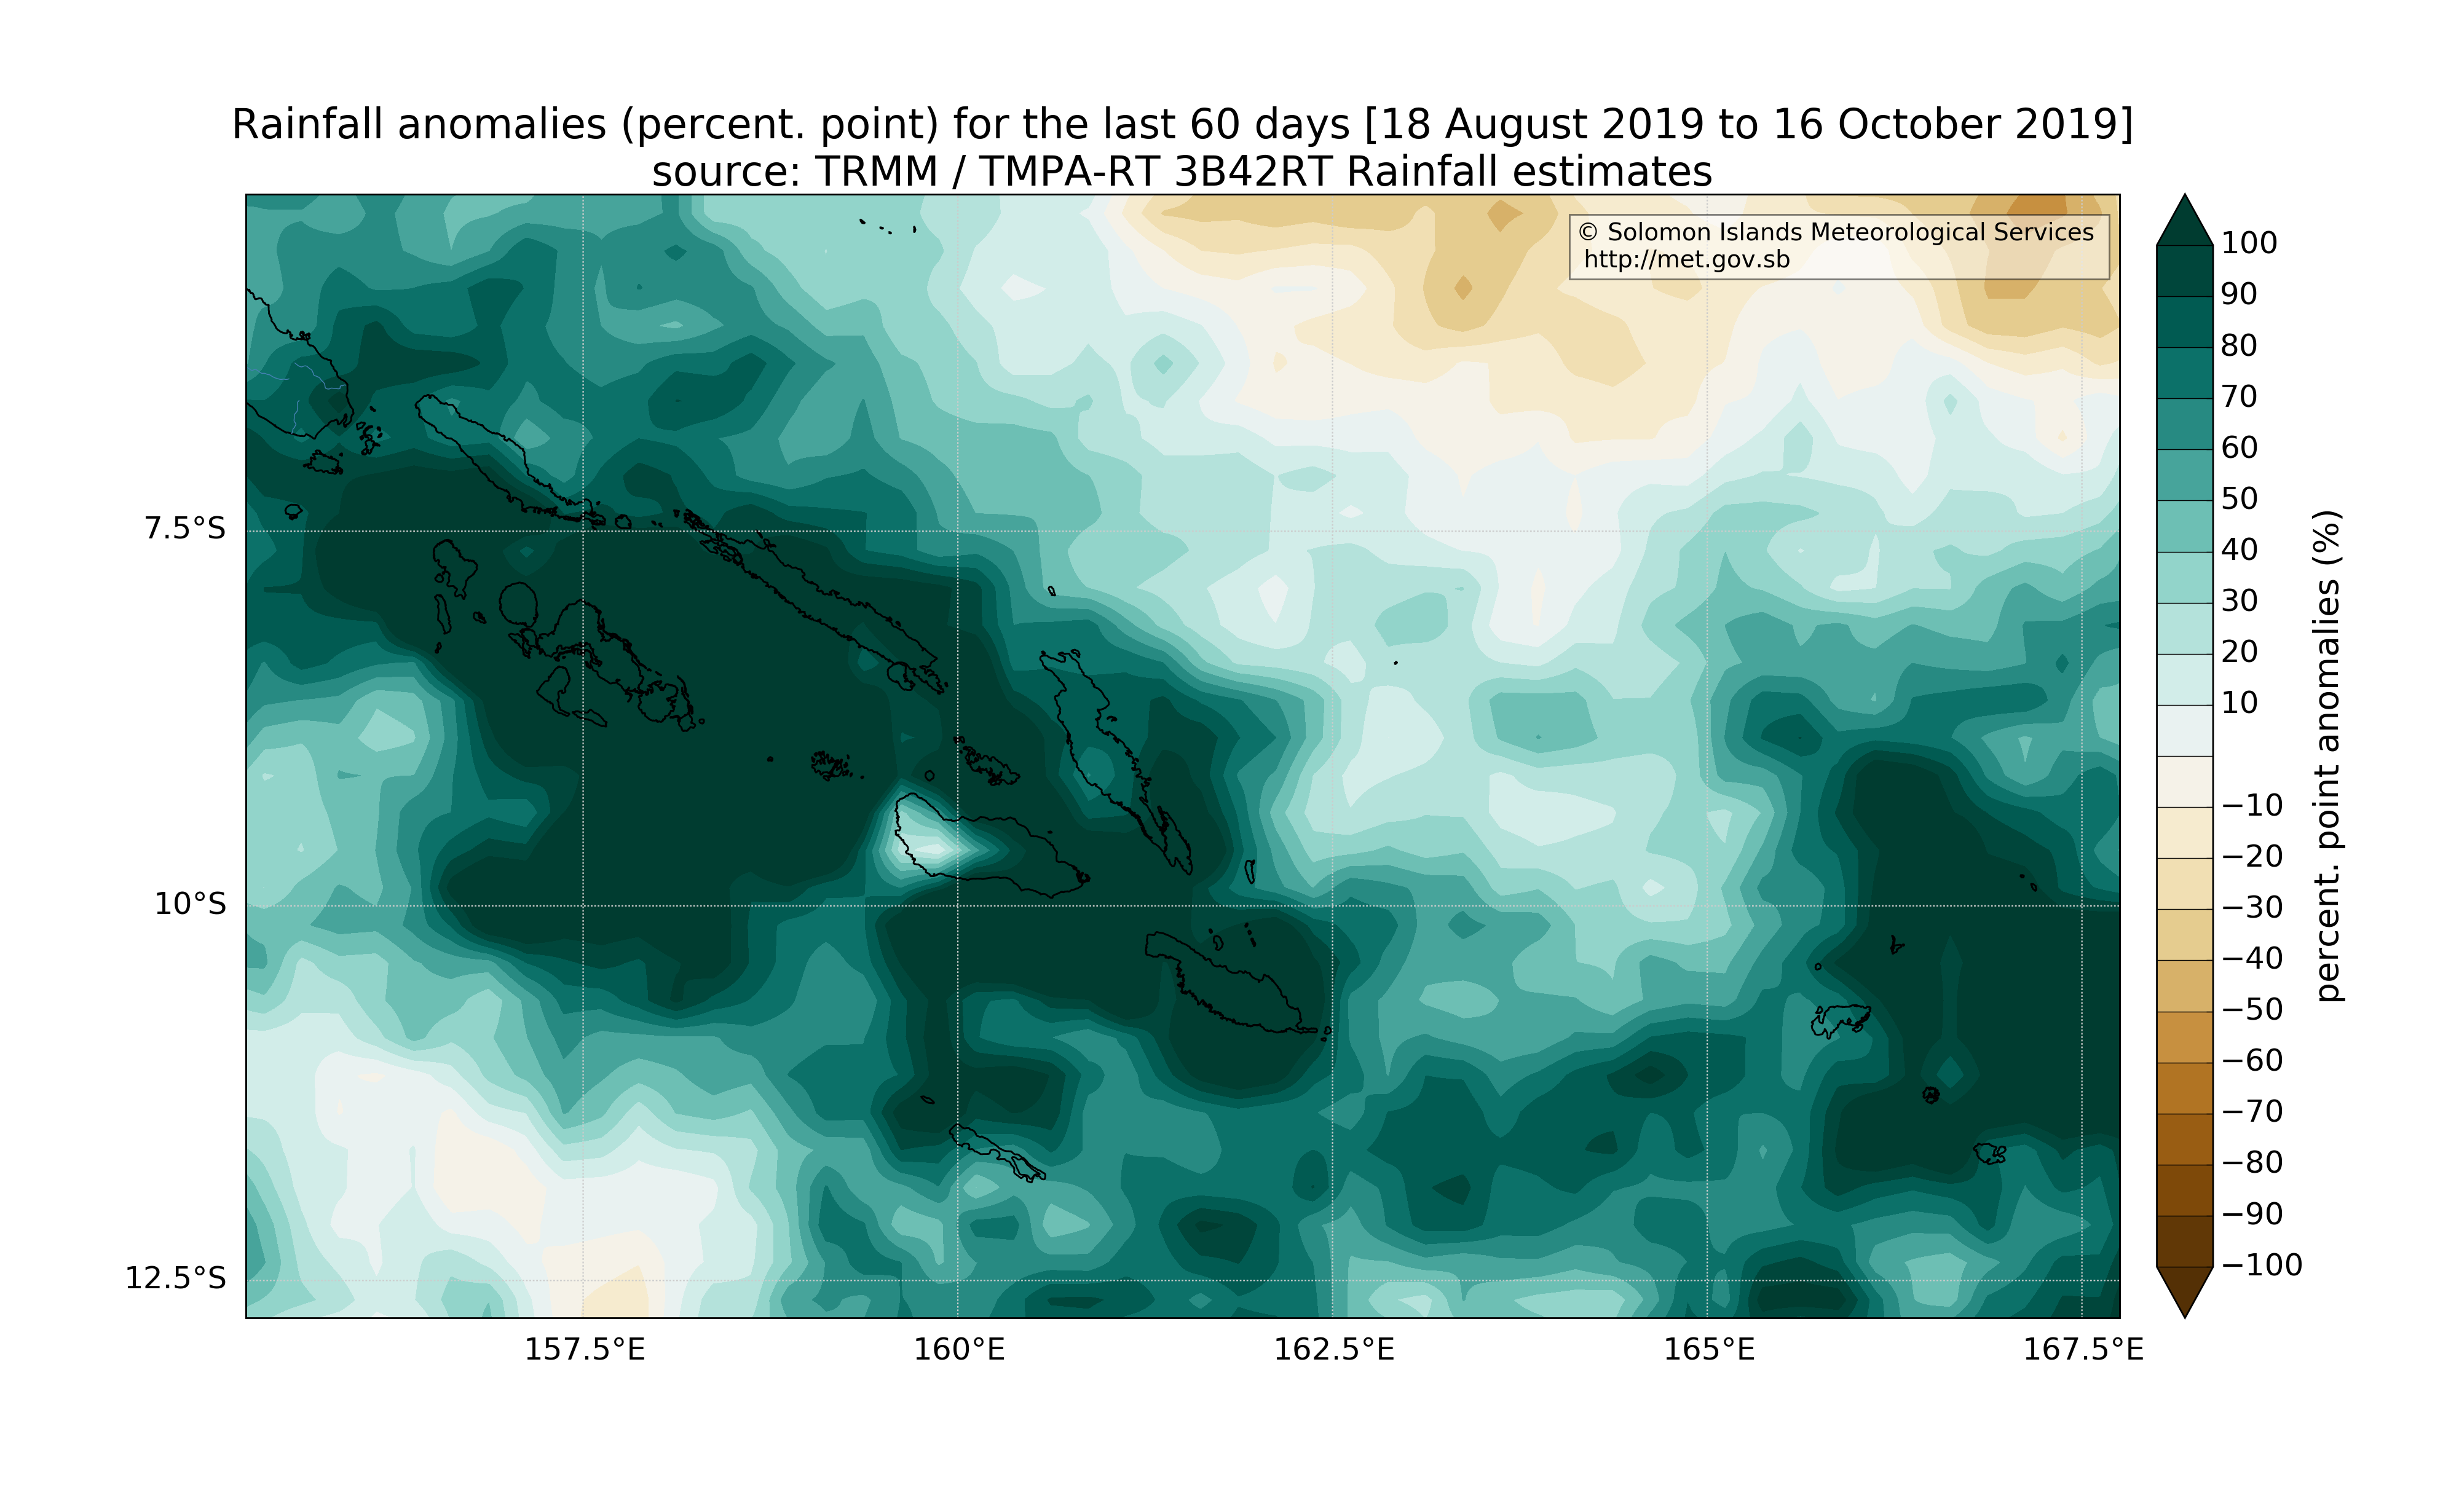 Rainfall anomalies (percent. point) for the last 60 days [18 August 2019 to 16 October 2019]
source: TRMM / TMPA-RT 3B42RT Rainfall estimates
© Solomon Islands Meteorological Services
http://met.gov.sb
7.5°S
10°S
12.5°S
157.5°E
160°E
162.5°E
165°E
167.5°E
100
90
80
70
60
50
40
30
20
10
−10
−20
−30
−40
−50
−60
−70
−80
−90
−100
percent. point anomalies (%)